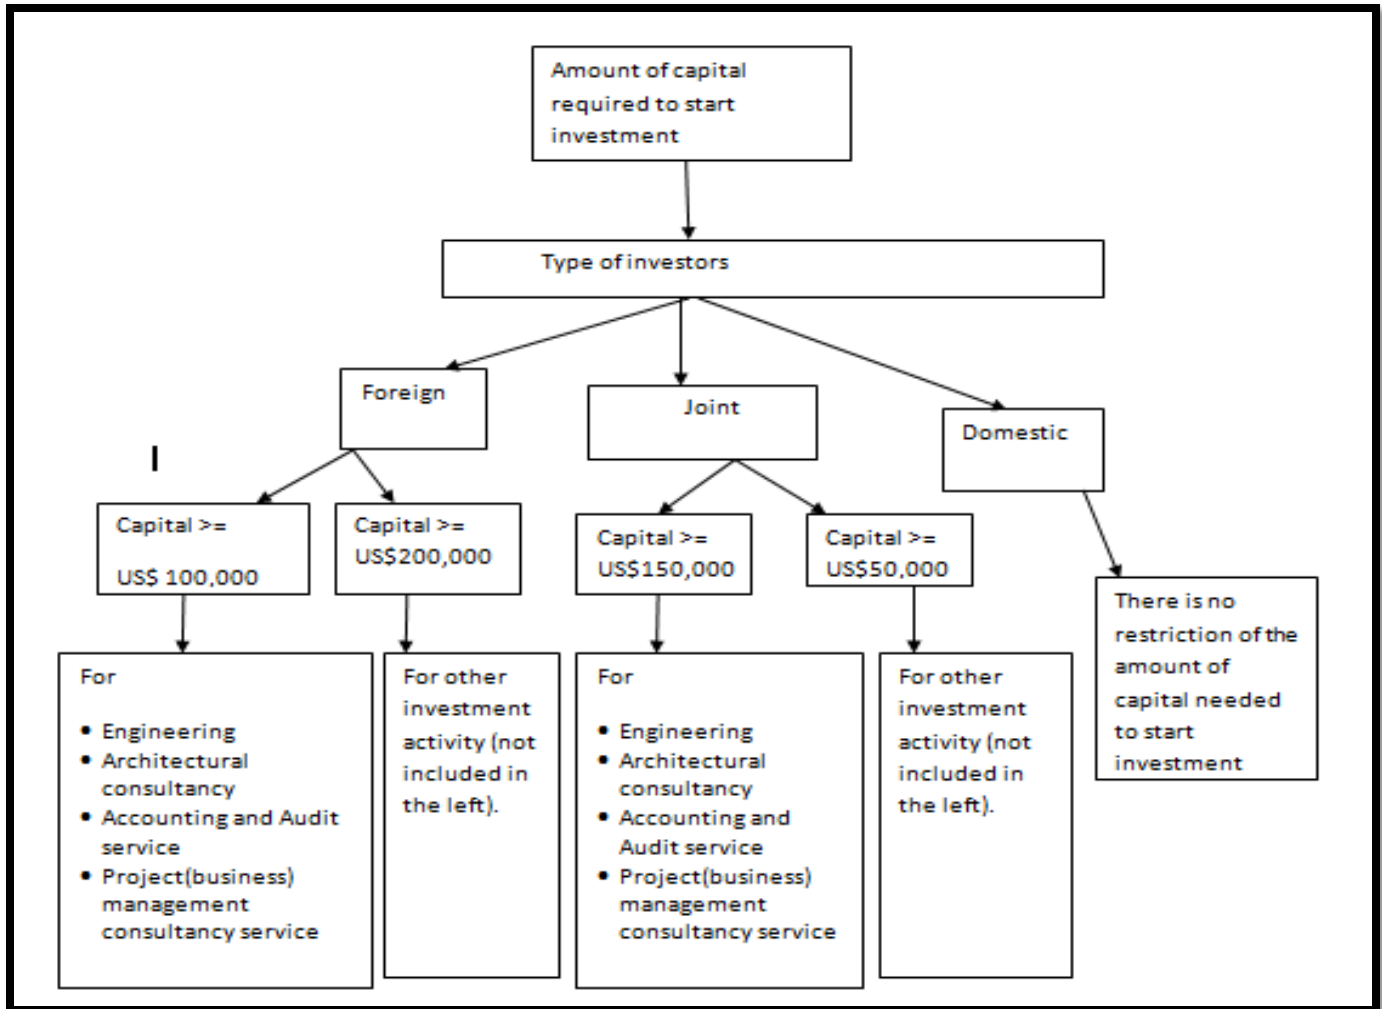 Amount of capital
required to start
investment
Type of investors
Foreign
Joint
Domestic
Capital >=
US$ 100,000
Capital >=
US$200,000
Capital >=
US$150,000
Capital >=
US$50,000
There is no
restriction of the
amount of
capital needed
to start
investment
For
• Engineering
• Architectural
consultancy
• Accounting and Audit
service
• Project(business)
management
consultancy service
For other
investment
activity (not
included in
the left).
For
• Engineering
• Architectural
consultancy
• Accounting and
Audit service
• Project(business)
management
consultancy service
For other
investment
activity (not
included in
the left).